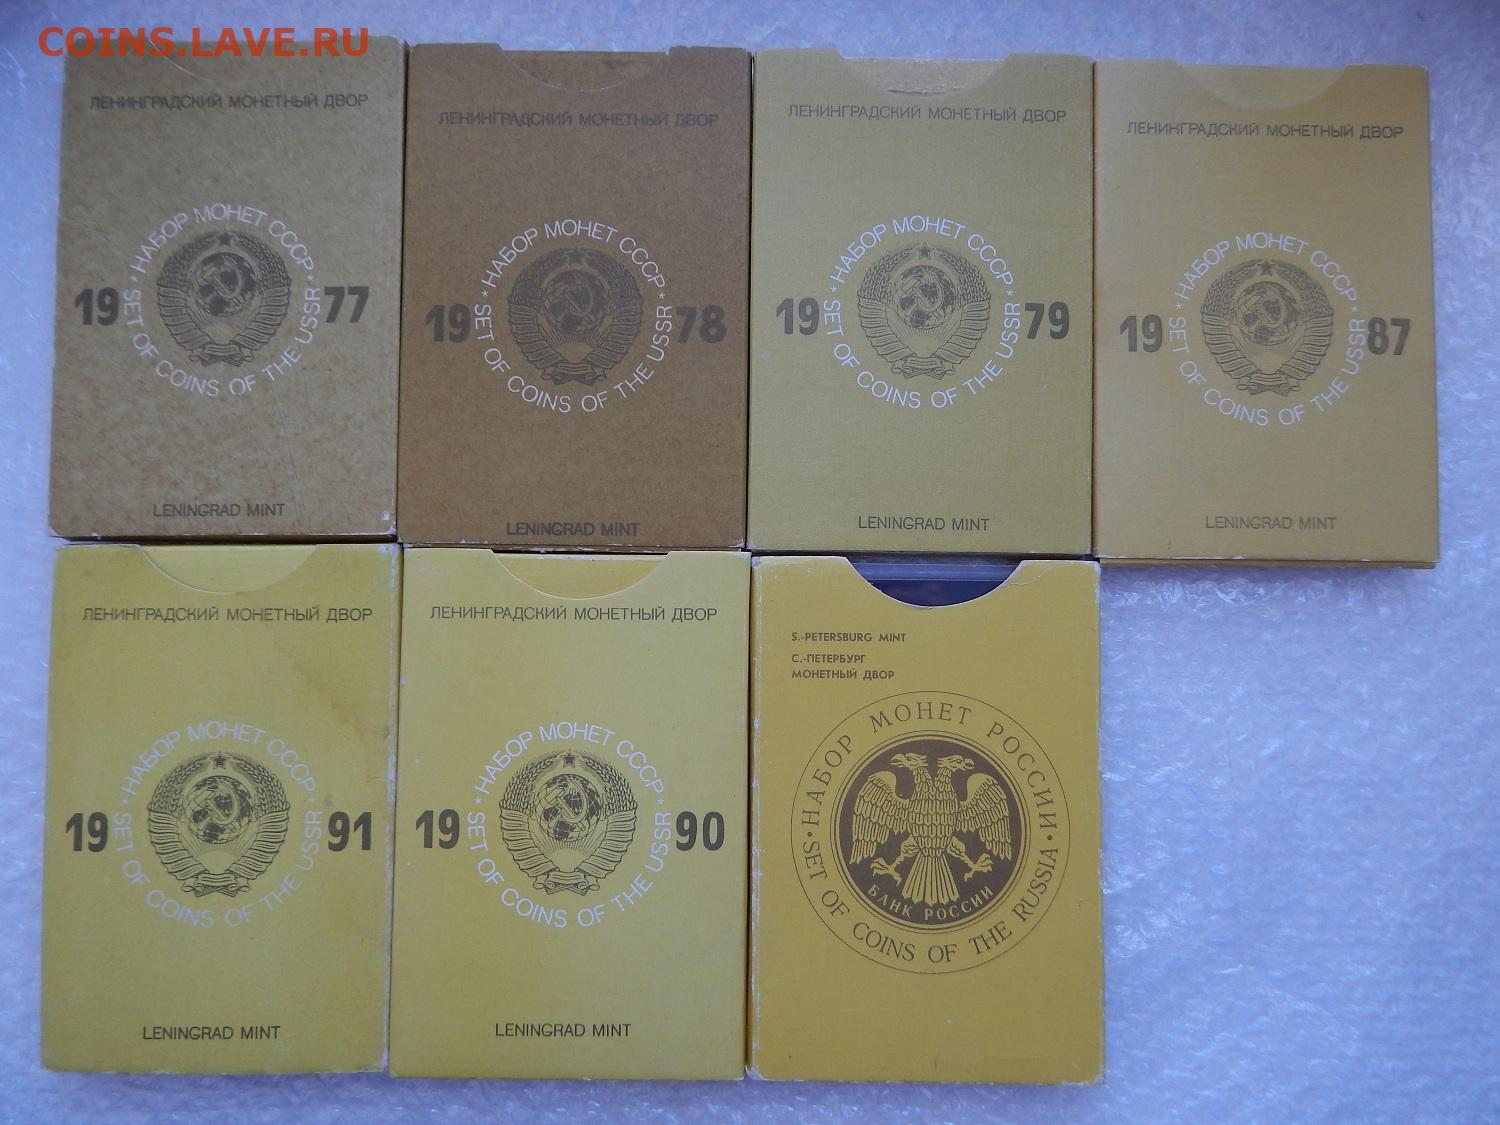 COINS.LAVE.RU
ЛЕНИНГРАДСКИЙ МОНЕТНЫЙ ДВОР
НАБОР МОНЕТ СССР
19 77
* SET OF COINS OF THE USSR *
LENINGRAD MINT
ЛЕНИНГРАДСКИЙ МОНЕТНЫЙ ДВОР
НАБОР МОНЕТ СССР
19 78
* SET OF COINS OF THE USSR *
LENINGRAD MINT
ЛЕНИНГРАДСКИЙ МОНЕТНЫЙ ДВОР
НАБОР МОНЕТ СССР
19 79
* SET OF COINS OF THE USSR *
LENINGRAD MINT
ЛЕНИНГРАДСКИЙ МОНЕТНЫЙ ДВОР
НАБОР МОНЕТ СССР
19 87
* SET OF COINS OF THE USSR *
LENINGRAD MINT
ЛЕНИНГРАДСКИЙ МОНЕТНЫЙ ДВОР
НАБОР МОНЕТ СССР
19 91
* SET OF COINS OF THE USSR *
LENINGRAD MINT
ЛЕНИНГРАДСКИЙ МОНЕТНЫЙ ДВОР
НАБОР МОНЕТ СССР
19 90
* SET OF COINS OF THE USSR *
LENINGRAD MINT
S.-PETERSBURG MINT
С.-ПЕТЕРБУРГ
МОНЕТНЫЙ ДВОР
НАБОР МОНЕТ РОССИИ
• SET OF COINS OF THE RUSSIA •
БАНК РОССИИ